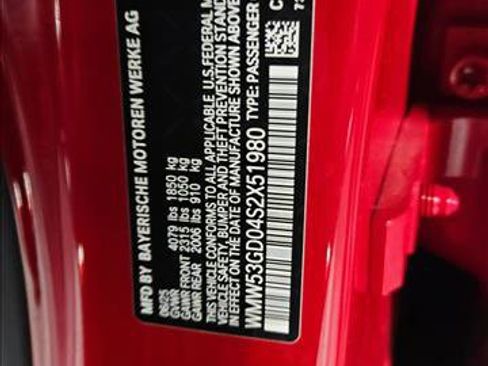 MFD BY BAYERISCHE MOTOREN WERKE AG
06/25
GVWR 4079 lbs 1850 kg
GAWR FRONT 2315 lbs 1050 kg
GAWR REAR 2006 lbs 910 kg
THIS VEHICLE CONFORMS TO ALL APPLICABLE U.S.FEDERAL M
VEHICLE SAFETY, BUMPER AND THEFT PREVENTION STAND
IN EFFECT ON THE DATE OF MANUFACTURE SHOWN ABOVE
WMW53GD04S2X51980 TYPE: PASSENGER